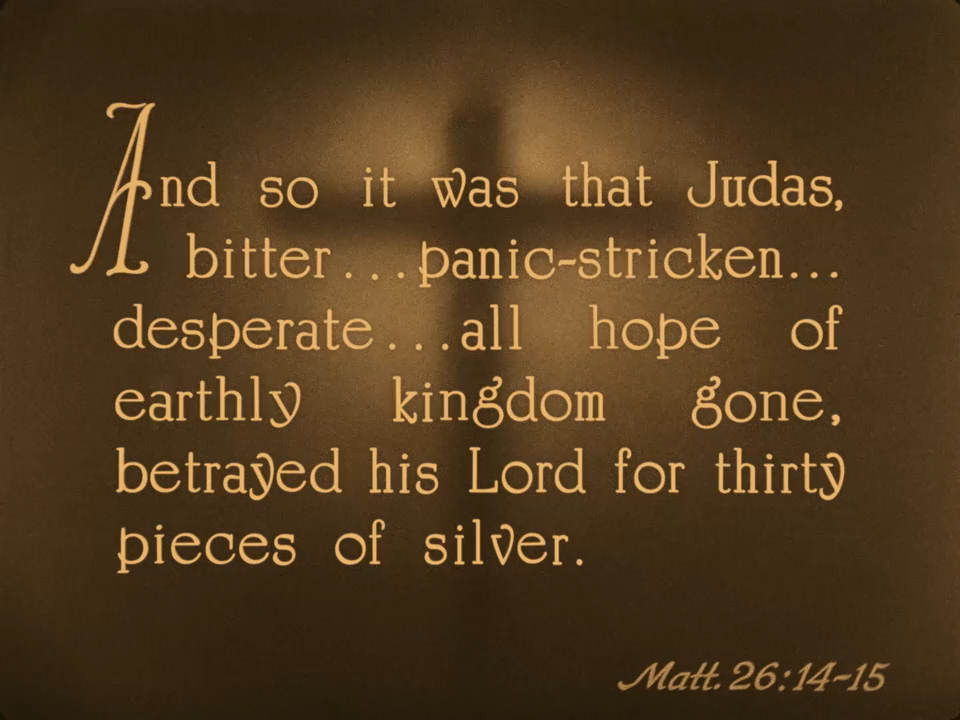 And so it was that Judas,
bitter...panic-stricken...
desperate...all hope of
earthly kingdom gone,
betrayed his Lord for thirty
pieces of silver.
Matt. 26:14-15